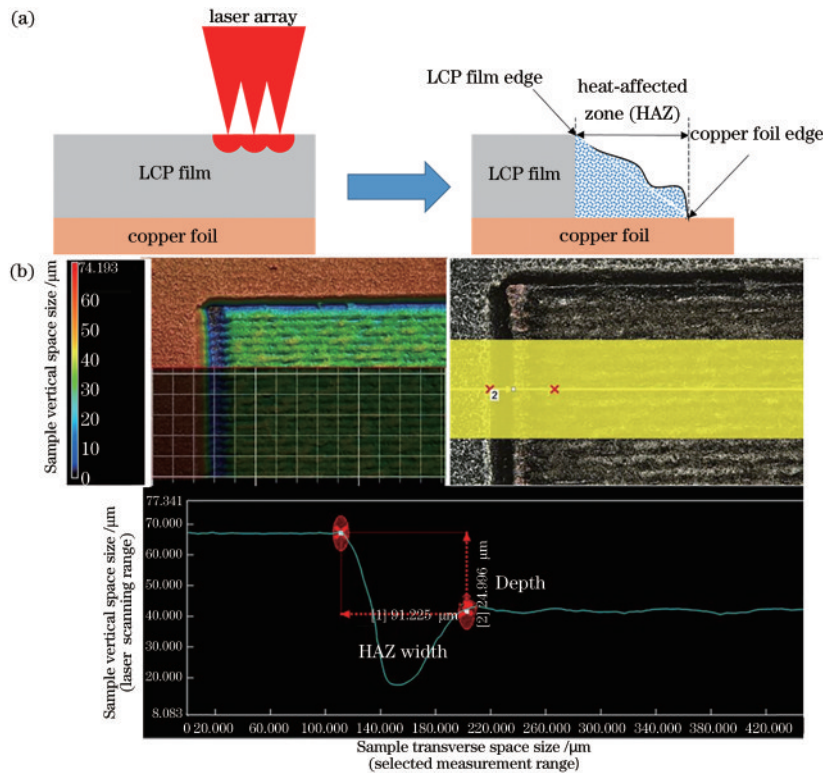 (a)
laser array
LCP film edge
heat-affected
zone (HAZ)
copper foil edge
LCP film
copper foil
LCP film
copper foil
(b)
Sample vertical space size /μm
74.193
60
50
40
30
20
10
0
2
Sample vertical space size /μm
(laser scanning range)
77.341
70.000
60.000
50.000
40.000
30.000
20.000
8.083
[1] 91.225 μm
HAZ width
[2] 24.996 μm
Depth
0 20.000 60.000 100.000 140.000 180.000 220.000 260.000 300.000 340.000 380.000 420.000
Sample transverse space size /μm
(selected measurement range)